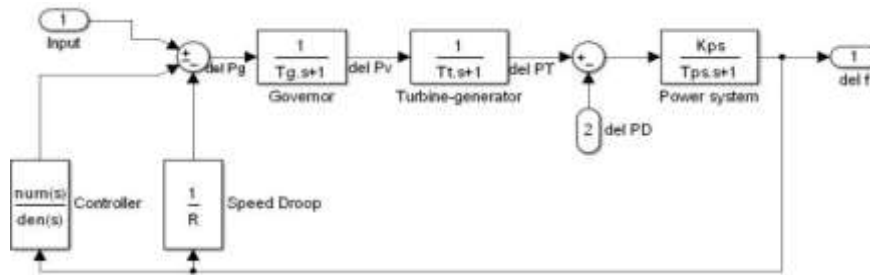 1
Input
del Pg
1
Tg.s+1
Governor
del Pv
1
Tt.s+1
Turbine-generator
del PT
2
del PD
Kps
Tps.s+1
Power system
1
del f
num(s)
den(s)
Controller
1
R
Speed Droop